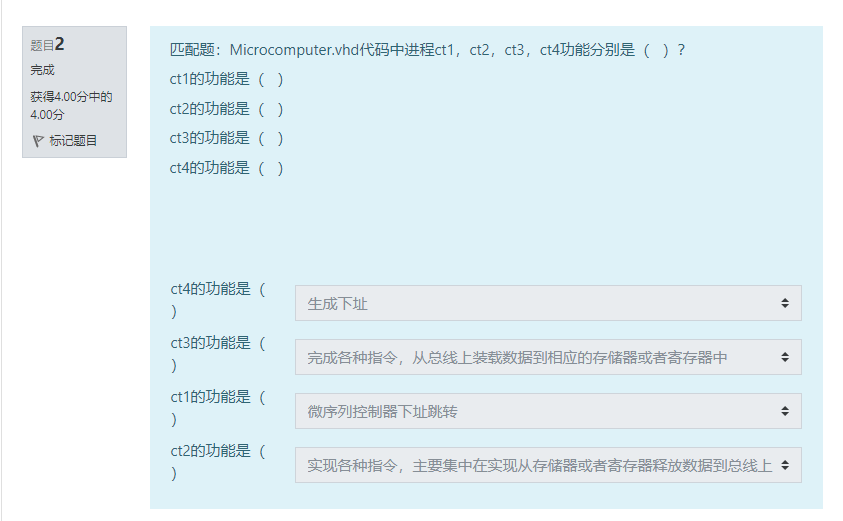 题目2
完成
获得4.00分中的
4.00分
标记题目
匹配题：Microcomputer.vhd代码中进程ct1，ct2，ct3，ct4功能分别是（ ）？
ct1的功能是（ ）
ct2的功能是（ ）
ct3的功能是（ ）
ct4的功能是（ ）
ct4的功能是（
）
生成下址
ct3的功能是（
）
完成各种指令，从总线上装载数据到相应的存储器或者寄存器中
ct1的功能是（
）
微序列控制器下址跳转
ct2的功能是（
）
实现各种指令，主要集中在实现从存储器或者寄存器释放数据到总线上